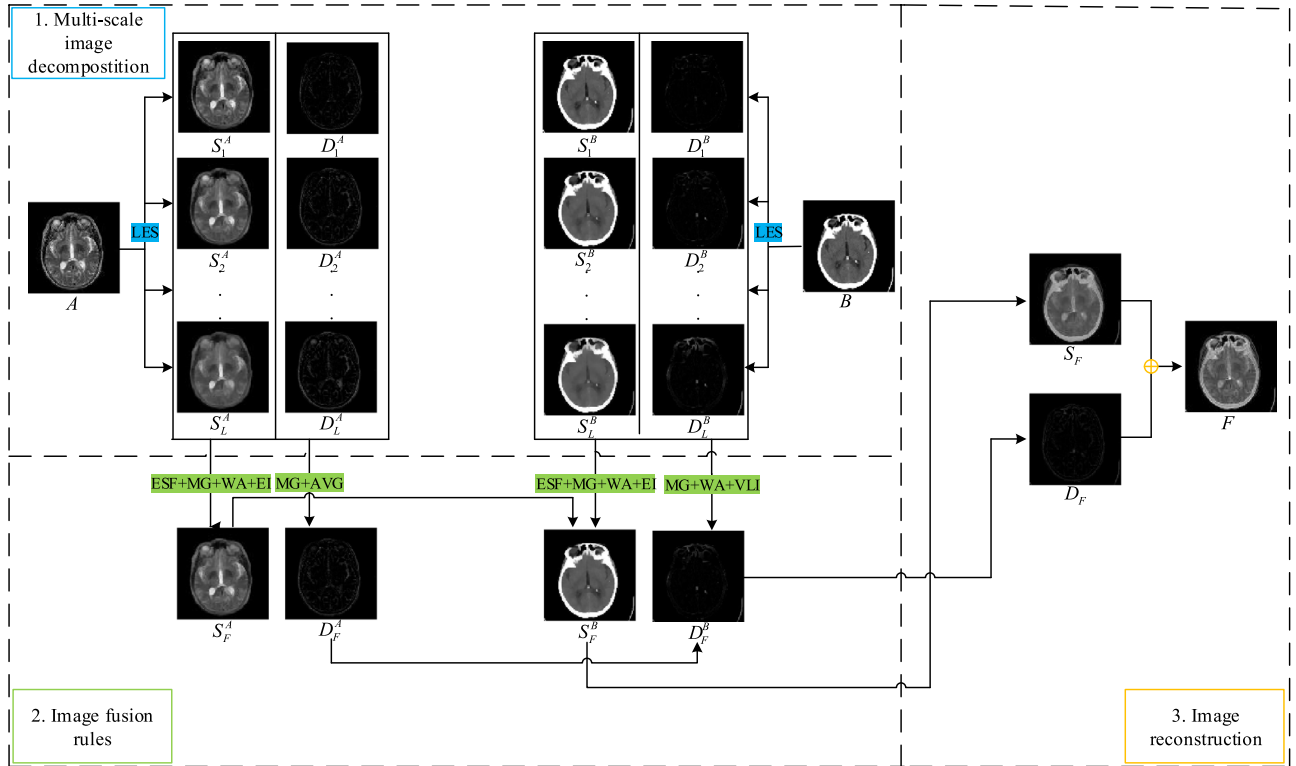 1. Multi-scale
image
decompostition
S_1^A
D_1^A
S_1^B
D_1^B
LES
LES
S_2^A
D_2^A
S_2^B
D_2^B
A
B
S_L^A
D_L^A
S_L^B
D_L^B
S_F
D_F
F
ESF+MG+WA+EI
MG+AVG
ESF+MG+WA+EI
MG+WA+VLI
S_F^A
D_F^A
S_F^B
D_F^B
2. Image fusion
rules
3. Image
reconstruction